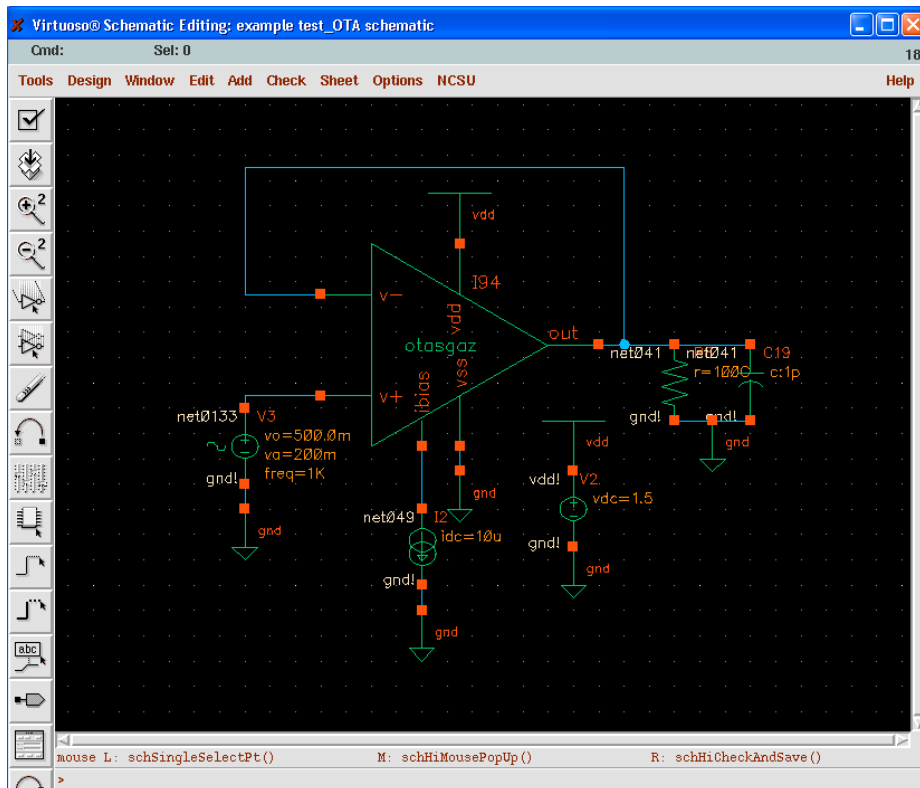 Virtuoso® Schematic Editing: example test_OTA schematic
Cmd: Sel: 0 18
Tools Design Window Edit Add Check Sheet Options NCSU Help
2
2
abc
vdd
I94
v-
vdd
out
otasgaz
vss
v+
ibias
net041
net041
C19
c:1p
gnd!
gnd!
gnd
net0133
V3
vo=500.0m
va=200m
freq=1K
gnd!
gnd
gnd
net049
I2
idc=10u
gnd!
gnd
vdd
vdd!
V2
vdc=1.5
gnd!
gnd
mouse L: schSingleSelectPt() M: schHiMousePopUp() R: schHiCheckAndSave()
>